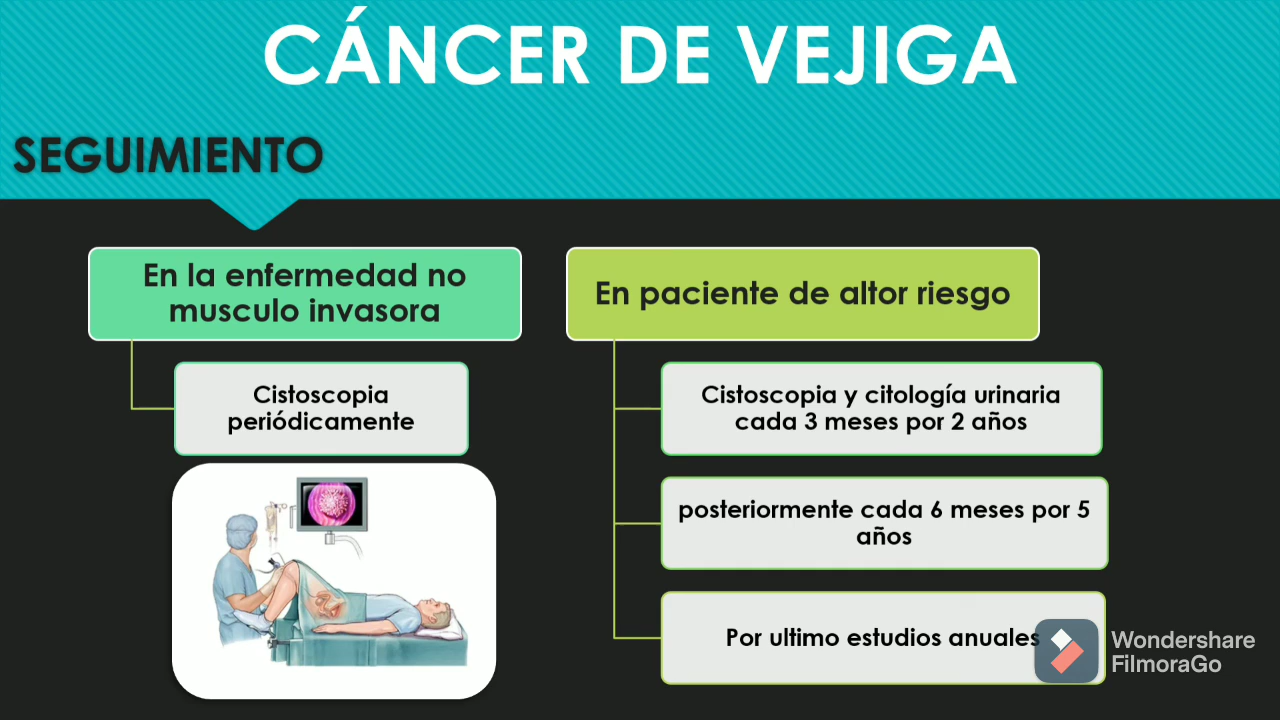 CÁNCER DE VEJIGA
SEGUIMIENTO
En la enfermedad no
musculo invasora
Cistoscopia
periódicamente
En paciente de altor riesgo
Cistoscopia y citología urinaria
cada 3 meses por 2 años
posteriormente cada 6 meses por 5
años
Por ultimo estudios anuales
Wondershare
FilmoraGo